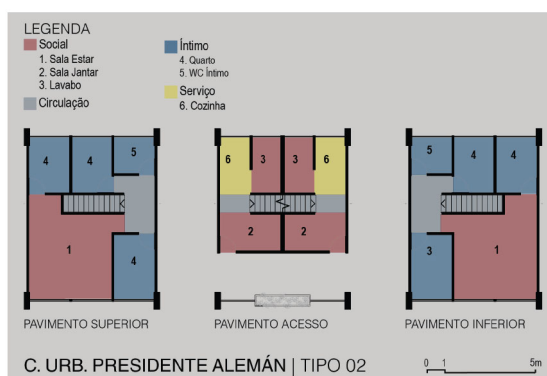 LEGENDA
Social
1. Sala Estar
2. Sala Jantar
3. Lavabo
Circulação
Íntimo
4. Quarto
5. WC Íntimo
Serviço
6. Cozinha
4 4 5
1
4
6 3 3 6
2 2
5 4 4
3 1
PAVIMENTO SUPERIOR
PAVIMENTO ACESSO
PAVIMENTO INFERIOR
C. URB. PRESIDENTE ALEMÁN | TIPO 02
0 1 5m